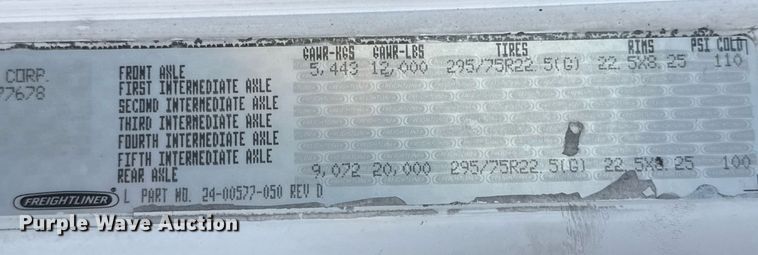 GAWR-KGS GAWR-LBS TIRES RIMS PSI COLD
CORP. FRONT AXLE 5,443 12,000 295/75R22.5(G) 22.5X8.25 110
77678 FIRST INTERMEDIATE AXLE
SECOND INTERMEDIATE AXLE
THIRD INTERMEDIATE AXLE
FOURTH INTERMEDIATE AXLE
FIFTH INTERMEDIATE AXLE
REAR AXLE 9,072 20,000 295/75R22.5(G) 22.5X8.25 100
FREIGHTLINER L PART NO. 24-00577-050 REV D
Purple Wave Auction